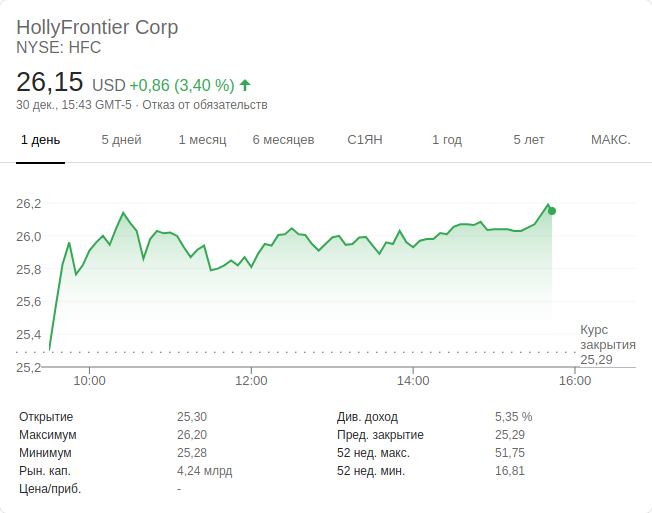 HollyFrontier Corp
NYSE: HFC
26,15 USD +0,86 (3,40 %)
30 дек., 15:43 GMT-5 · Отказ от обязательств
1 день 5 дней 1 месяц 6 месяцев С1ЯН 1 год 5 лет МАКС.
26,2
26,0
25,8
25,6
25,4
25,2
Курс
закрытия
25,29
10:00 12:00 14:00 16:00
Открытие 25,30 Див. доход 5,35 %
Максимум 26,20 Пред. закрытие 25,29
Минимум 25,28 52 нед. макс. 51,75
Рын. кап. 4,24 млрд 52 нед. мин. 16,81
Цена/приб. -